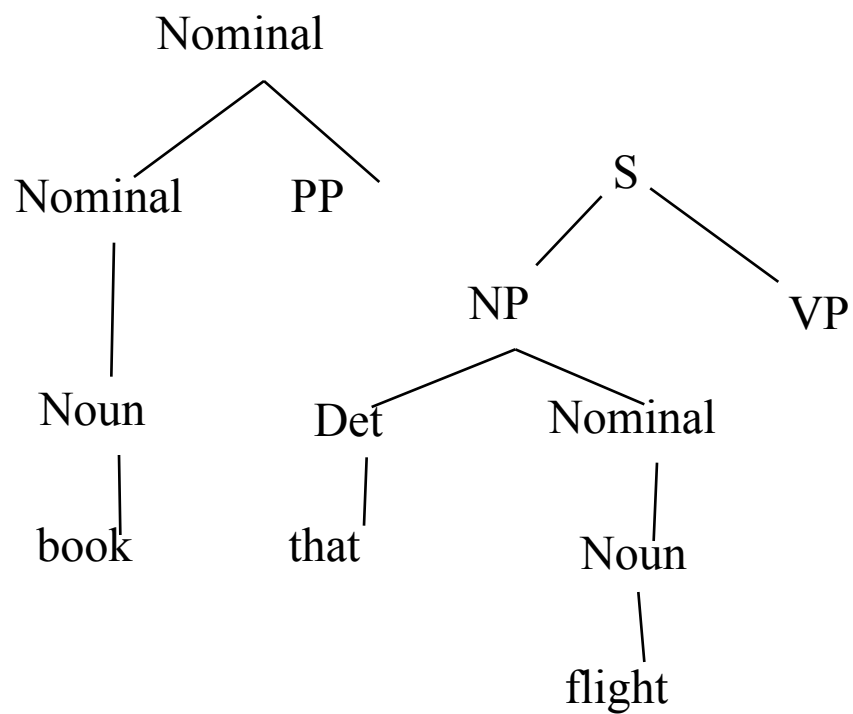 Nominal
S
Nominal PP
NP VP
Noun Det Nominal
book that Noun
flight